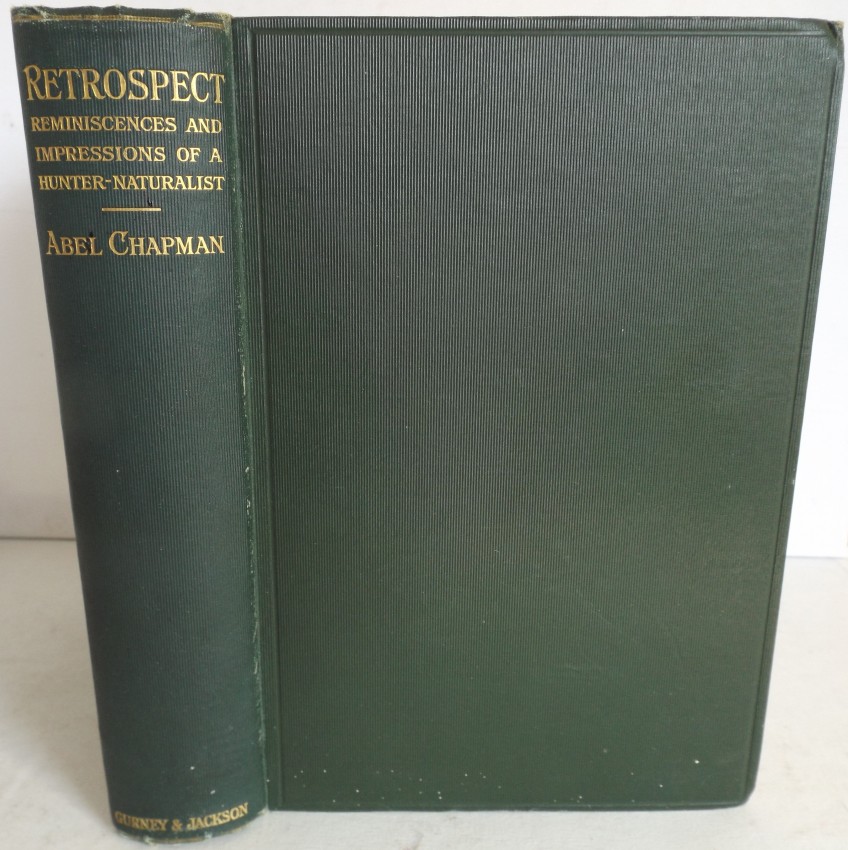 RETROSPECT
REMINISCENCES AND
IMPRESSIONS OF A
HUNTER-NATURALIST
ABEL CHAPMAN
GURNEY & JACKSON